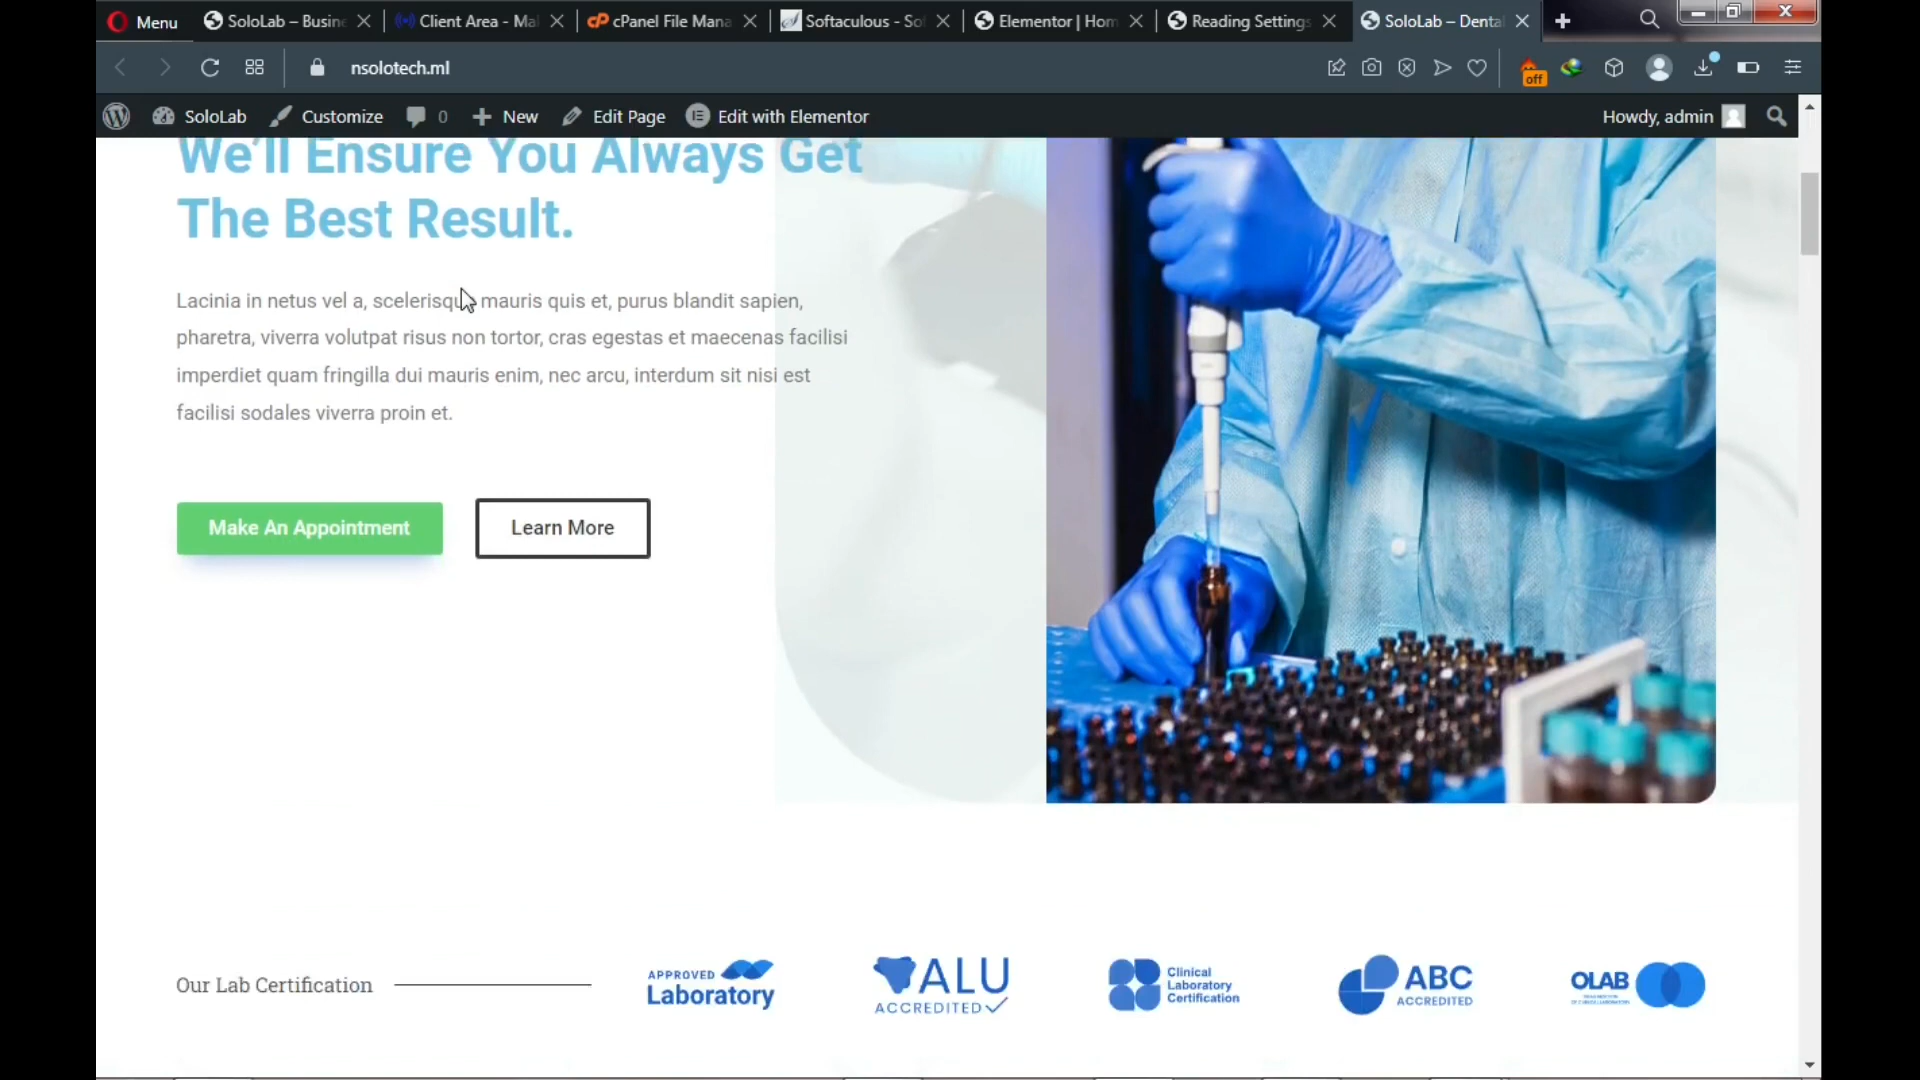 Menu
SoloLab – Busine
Client Area - Mal
cPanel File Mana
Softaculous - Sof
Elementor | Hom
Reading Settings
SoloLab – Denta
nsolotech.ml
off
SoloLab
Customize
0
New
Edit Page
Edit with Elementor
Howdy, admin
We'll Ensure You Always Get
The Best Result.
Lacinia in netus vel a, scelerisque mauris quis et, purus blandit sapien,
pharetra, viverra volutpat risus non tortor, cras egestas et maecenas facilisi
imperdiet quam fringilla dui mauris enim, nec arcu, interdum sit nisi est
facilisi sodales viverra proin et.
Make An Appointment
Learn More
Our Lab Certification
APPROVED
Laboratory
ALU
ACCREDITED
Clinical
Laboratory
Certification
ABC
ACCREDITED
OLAB